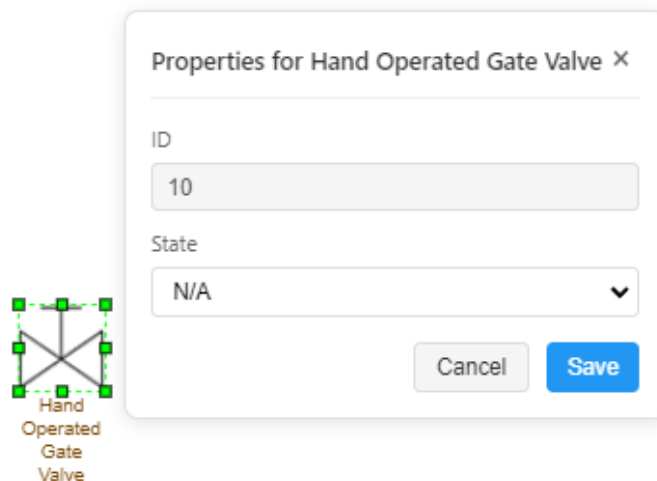 Properties for Hand Operated Gate Valve ×
ID
10
State
N/A
Cancel Save
Hand
Operated
Gate
Valve